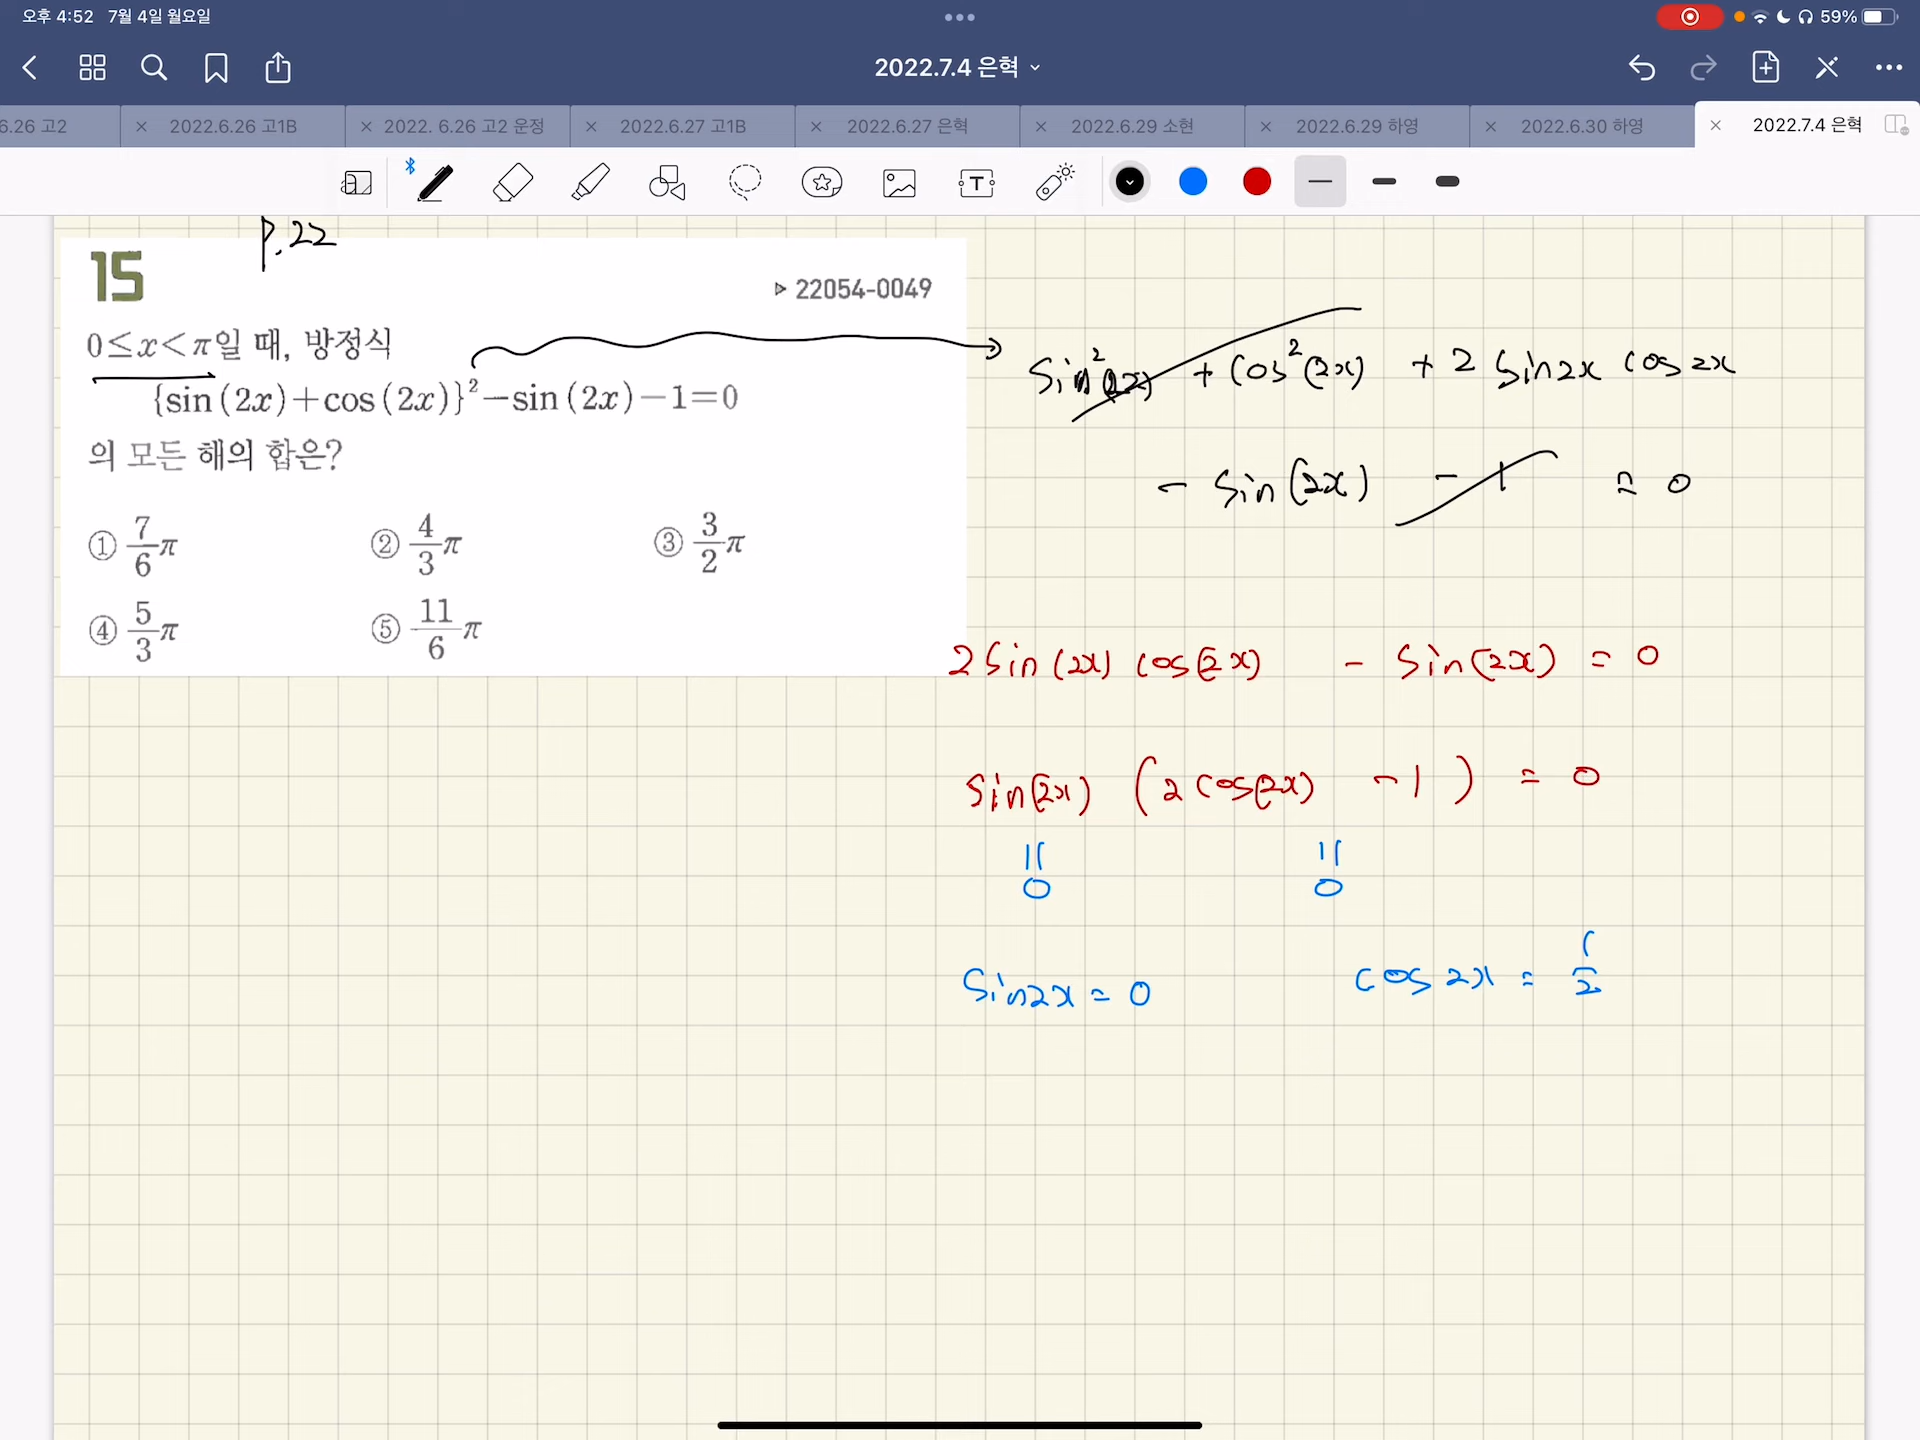 오후 4:52 7월 4일 월요일
59%
2022.7.4 은혁
6.26 고2
2022.6.26 고1B
2022. 6.26 고2 운정
2022.6.27 고1B
2022.6.27 은혁
2022.6.29 소현
2022.6.29 하영
2022.6.30 하영
2022.7.4 은혁
T
P.22
15
▷ 22054-0049
0≤x<π일 때, 방정식
{sin(2x)+cos(2x)}²-sin(2x)-1=0
의 모든 해의 합은?
① 7/6 π ② 4/3 π ③ 3/2 π
④ 5/3 π ⑤ 11/6 π
sin²(2x) + cos²(2x) + 2 sin2x cos2x
- sin(2x) - 1 = 0
2sin(2x) cos(2x) - sin(2x) = 0
sin(2x) (2cos(2x) - 1) = 0
|| ||
0 0
sin2x = 0 cos2x = 1/2